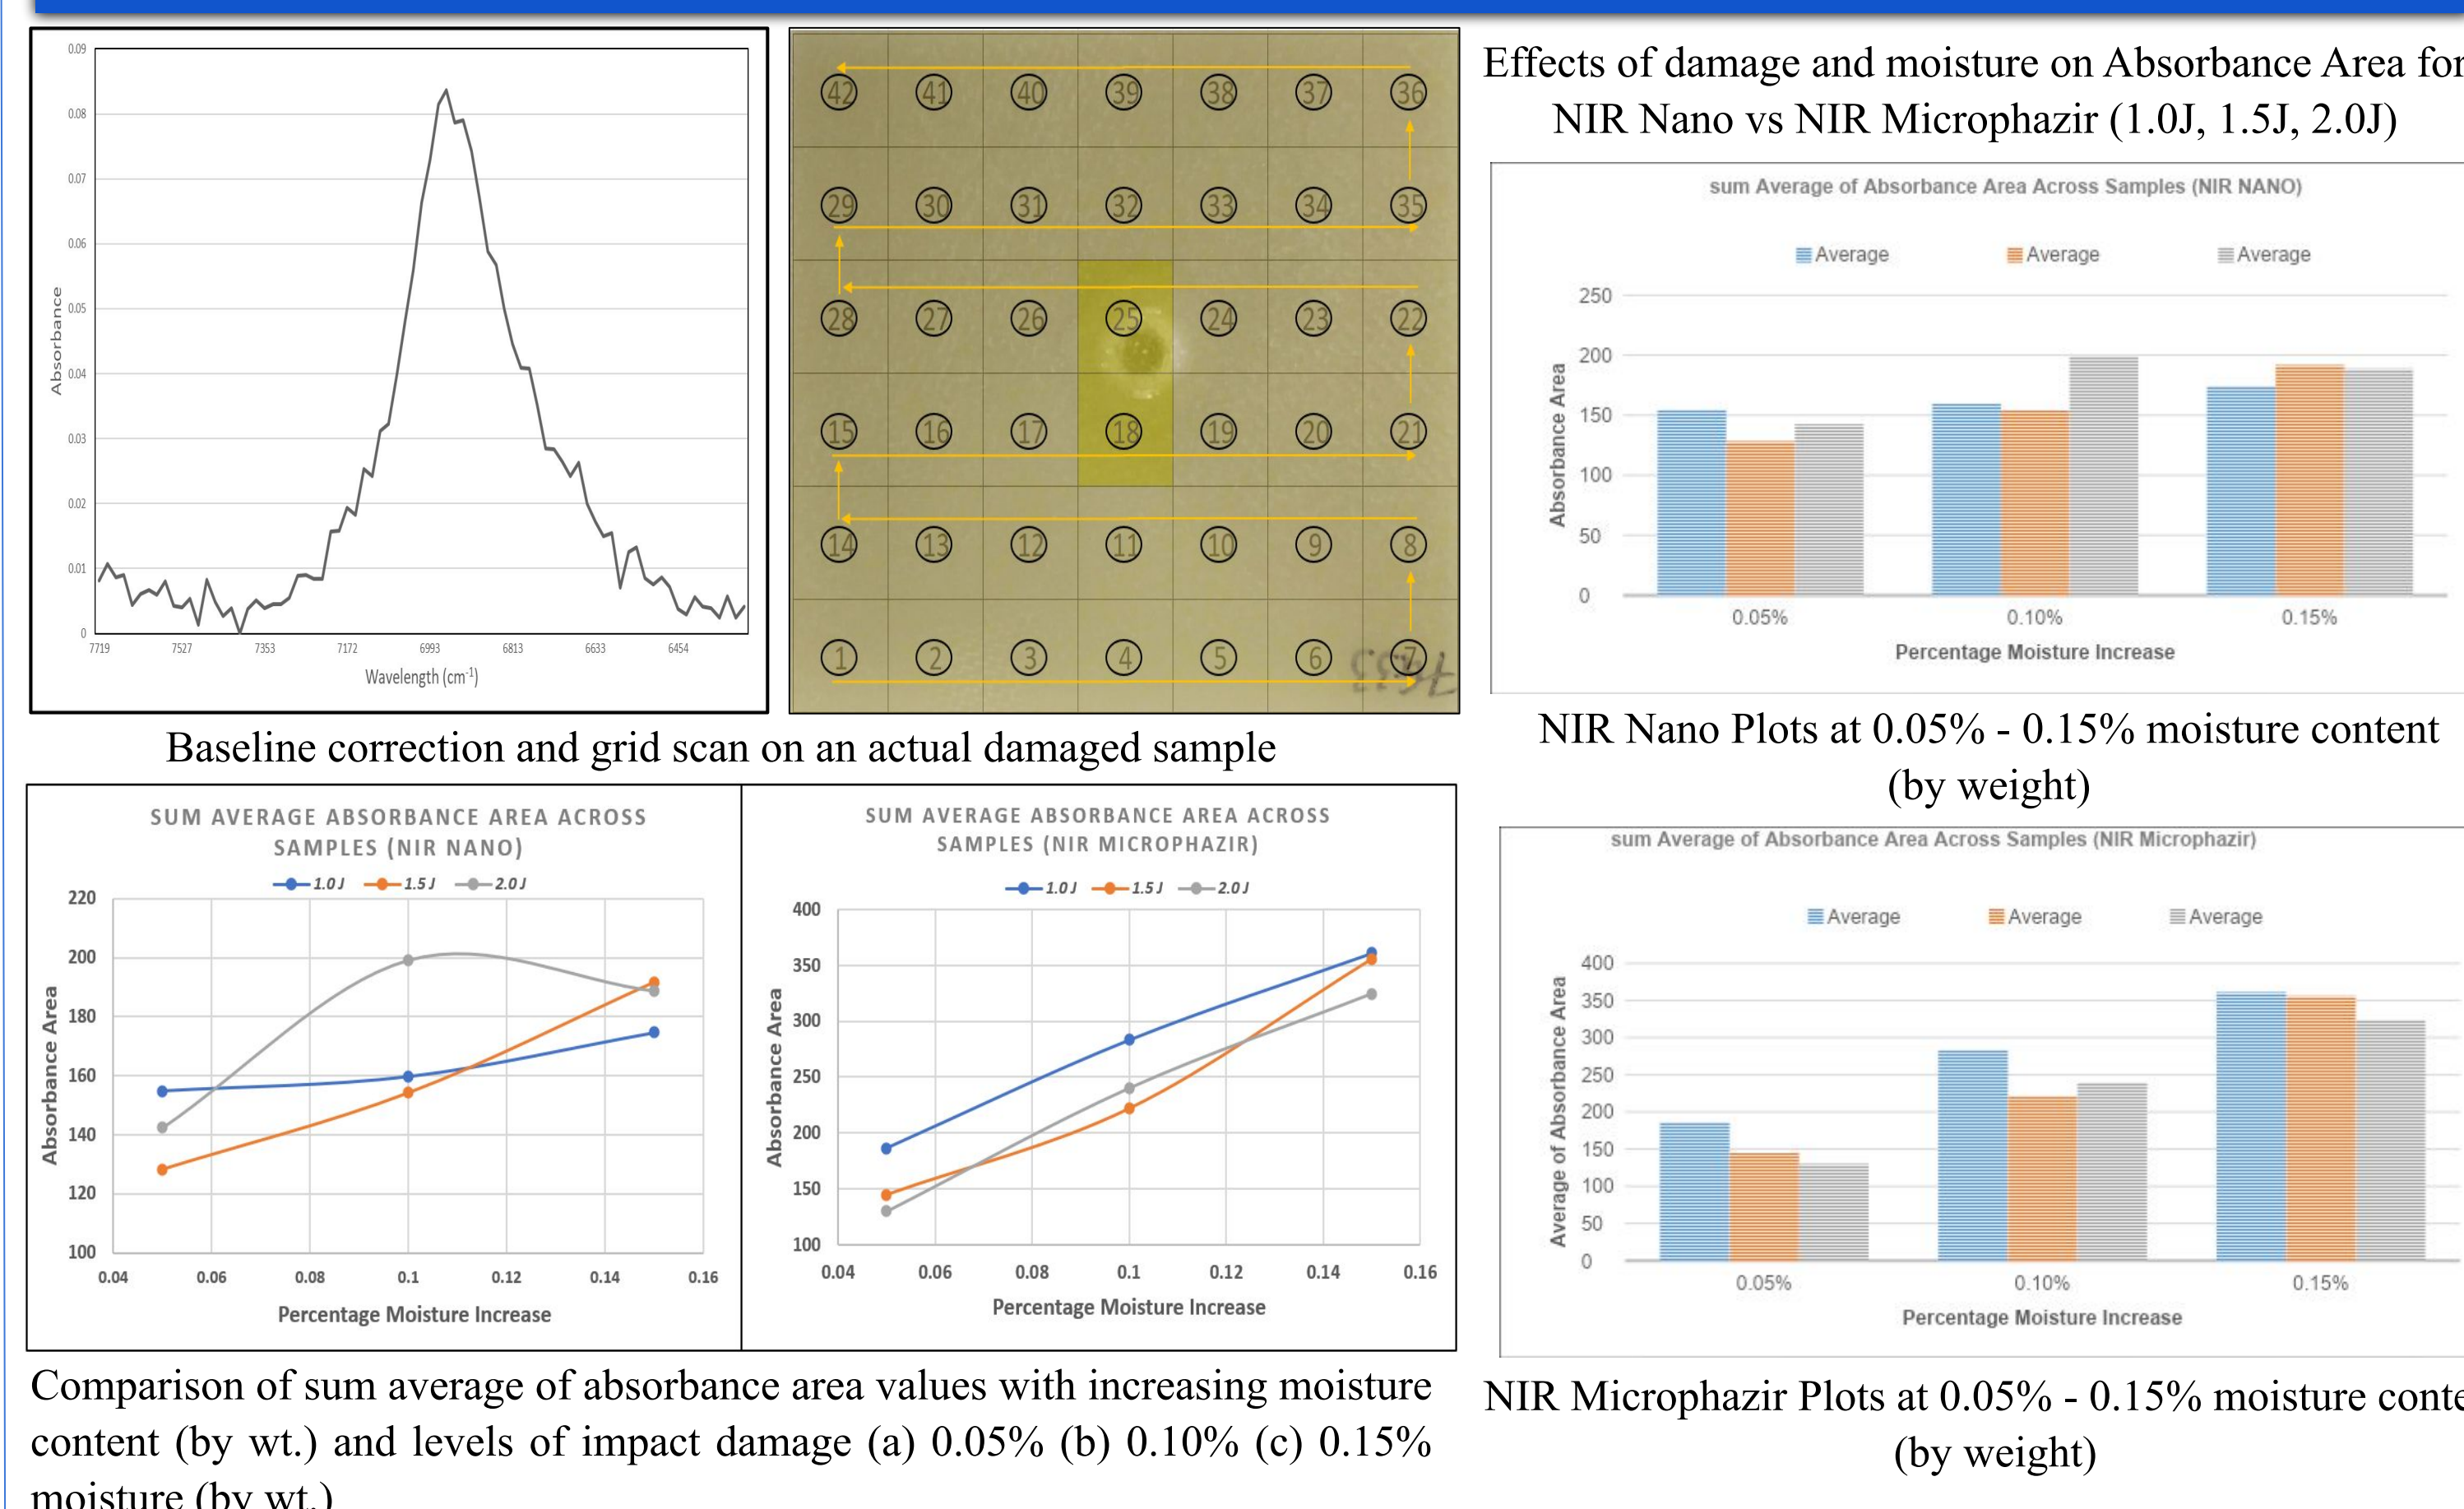 0.09
0.08
0.07
0.06
0.05
0.04
0.03
0.02
0.01
0
Absorbance
7719 7527 7353 7172 6993 6813 6633 6454
Wavelength (cm-1)
42 41 40 39 38 37 36
29 30 31 32 33 34 35
28 27 26 25 24 23 22
15 16 17 18 19 20 21
14 13 12 11 10 9 8
1 2 3 4 5 6 7
Baseline correction and grid scan on an actual damaged sample
SUM AVERAGE ABSORBANCE AREA ACROSS
SAMPLES (NIR NANO)
1.0 J 1.5 J 2.0 J
220
200
180
160
140
120
100
Absorbance Area
0.04 0.06 0.08 0.1 0.12 0.14 0.16
Percentage Moisture Increase
SUM AVERAGE ABSORBANCE AREA ACROSS
SAMPLES (NIR MICROPHAZIR)
1.0 J 1.5 J 2.0 J
400
350
300
250
200
150
100
Absorbance Area
0.04 0.06 0.08 0.1 0.12 0.14 0.16
Percentage Moisture Increase
Comparison of sum average of absorbance area values with increasing moisture
content (by wt.) and levels of impact damage (a) 0.05% (b) 0.10% (c) 0.15%
moisture (by wt.)
Effects of damage and moisture on Absorbance Area for
NIR Nano vs NIR Microphazir (1.0J, 1.5J, 2.0J)
sum Average of Absorbance Area Across Samples (NIR NANO)
Average Average Average
250
200
150
100
50
0
Absorbance Area
0.05% 0.10% 0.15%
Percentage Moisture Increase
NIR Nano Plots at 0.05% - 0.15% moisture content
(by weight)
sum Average of Absorbance Area Across Samples (NIR Microphazir)
Average Average Average
400
350
300
250
200
150
100
50
0
Average of Absorbance Area
0.05% 0.10% 0.15%
Percentage Moisture Increase
NIR Microphazir Plots at 0.05% - 0.15% moisture conte
(by weight)